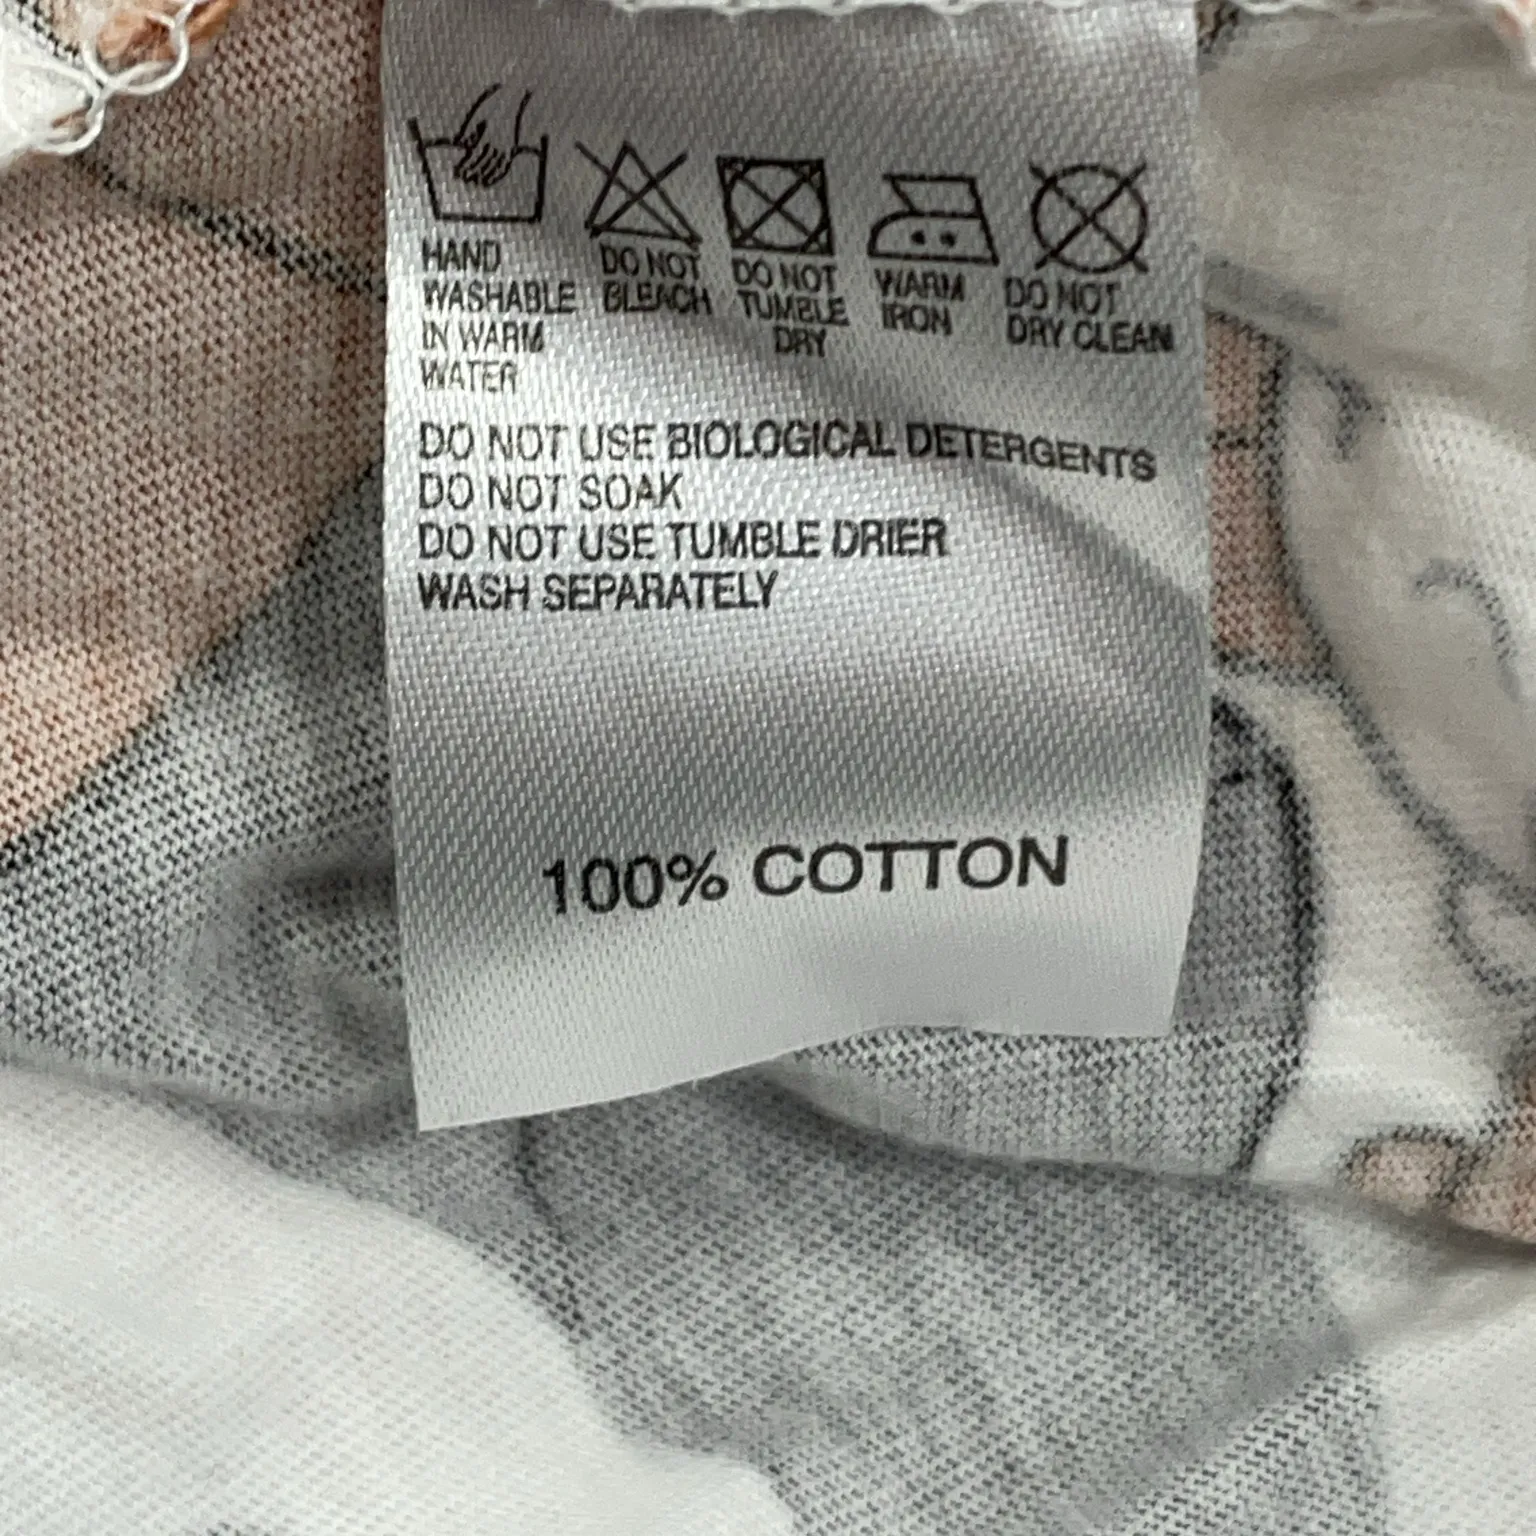 HAND
WASHABLE
IN WARM
WATER
DO NOT
BLEACH
DO NOT
TUMBLE
DRY
WARM
IRON
DO NOT
DRY CLEAN
DO NOT USE BIOLOGICAL DETERGENTS
DO NOT SOAK
DO NOT USE TUMBLE DRIER
WASH SEPARATELY
100% COTTON